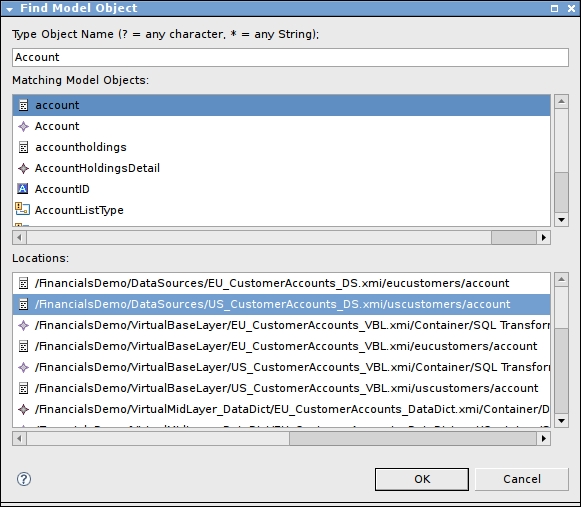 Find Model Object
Type Object Name (? = any character, * = any String);
Account
Matching Model Objects:
account
Account
accountholdings
AccountHoldingsDetail
AccountID
AccountListType
Locations:
/FinancialsDemo/DataSources/EU_CustomerAccounts_DS.xmi/eucustomers/account
/FinancialsDemo/DataSources/US_CustomerAccounts_DS.xmi/uscustomers/account
/FinancialsDemo/VirtualBaseLayer/EU_CustomerAccounts_VBL.xmi/Container/SQL Transforr
/FinancialsDemo/VirtualBaseLayer/EU_CustomerAccounts_VBL.xmi/eucustomers/account
/FinancialsDemo/VirtualBaseLayer/US_CustomerAccounts_VBL.xmi/Container/SQL Transforr
/FinancialsDemo/VirtualBaseLayer/US_CustomerAccounts_VBL.xmi/uscustomers/account
/FinancialsDemo/VirtualMidLayer_DataDict/EU_CustomerAccounts_DataDict.xmi/Container/D
OK
Cancel